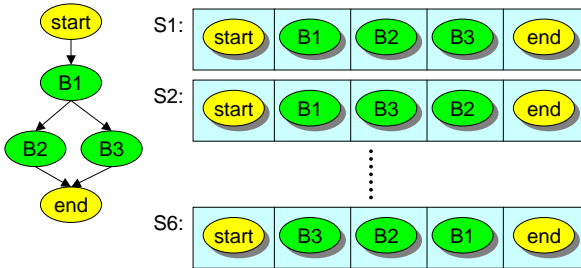 start
B1
B2 B3
end
S1: start B1 B2 B3 end
S2: start B1 B3 B2 end
S6: start B3 B2 B1 end